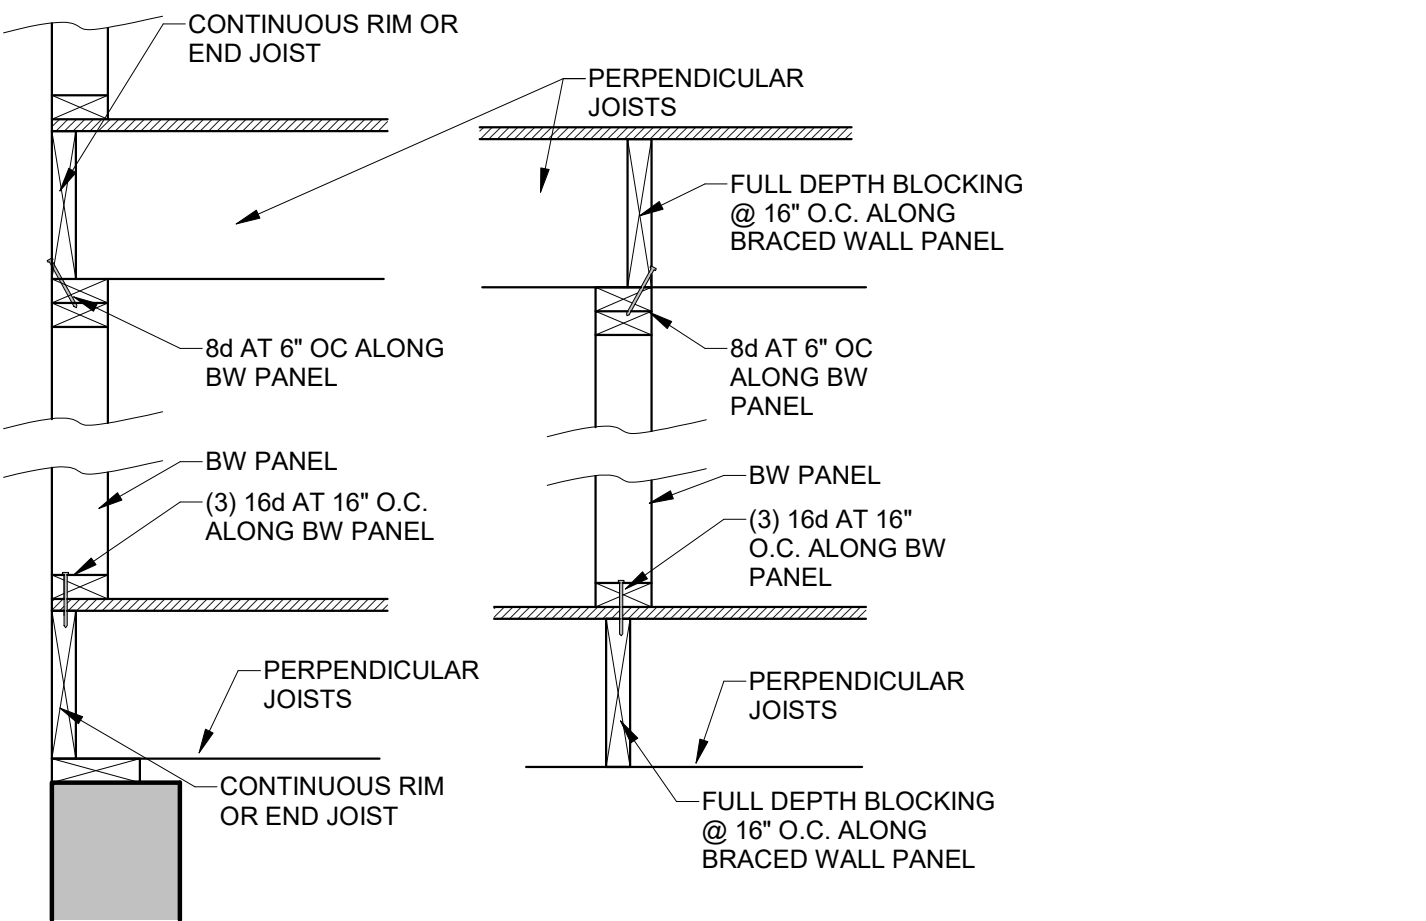 CONTINUOUS RIM OR
END JOIST
PERPENDICULAR
JOISTS
FULL DEPTH BLOCKING
@ 16" O.C. ALONG
BRACED WALL PANEL
8d AT 6" OC ALONG
BW PANEL
8d AT 6" OC
ALONG BW
PANEL
BW PANEL
(3) 16d AT 16" O.C.
ALONG BW PANEL
BW PANEL
(3) 16d AT 16"
O.C. ALONG BW
PANEL
PERPENDICULAR
JOISTS
PERPENDICULAR
JOISTS
CONTINUOUS RIM
OR END JOIST
FULL DEPTH BLOCKING
@ 16" O.C. ALONG
BRACED WALL PANEL